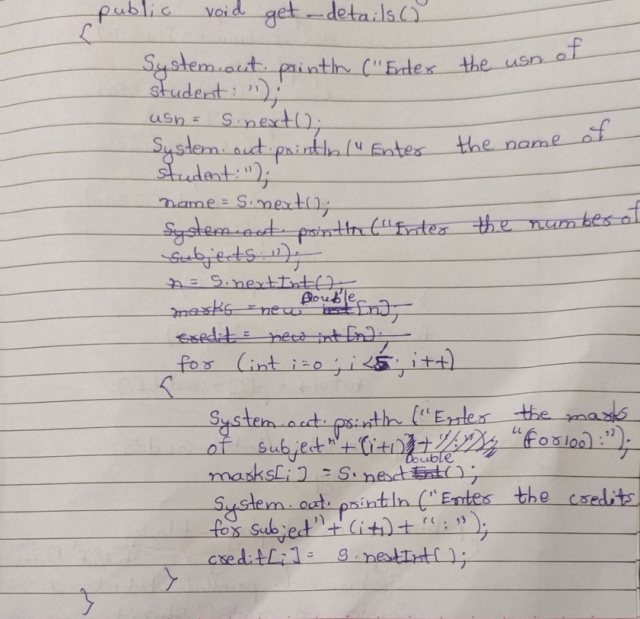 public void get_details()
{
System.out.println ("Enter the usn of
student: ");
usn = S.next();
System.out.println ("Enter the name of
student:");
name = S.next();
System.out.println ("Enter the number of
subjects: ");
n = S.nextInt();
marks = new Double [n];
credit = new int [n];
for (int i=0 ; i<5 ; i++)
{
System.out.println ("Enter the marks
of subject" + (i+1) + "(for100):");
marks[i] = S.nextDouble();
System.out.println ("Enter the credits
for subject" + (i+1) + ":");
credit[i] = S.nextInt();
}
}